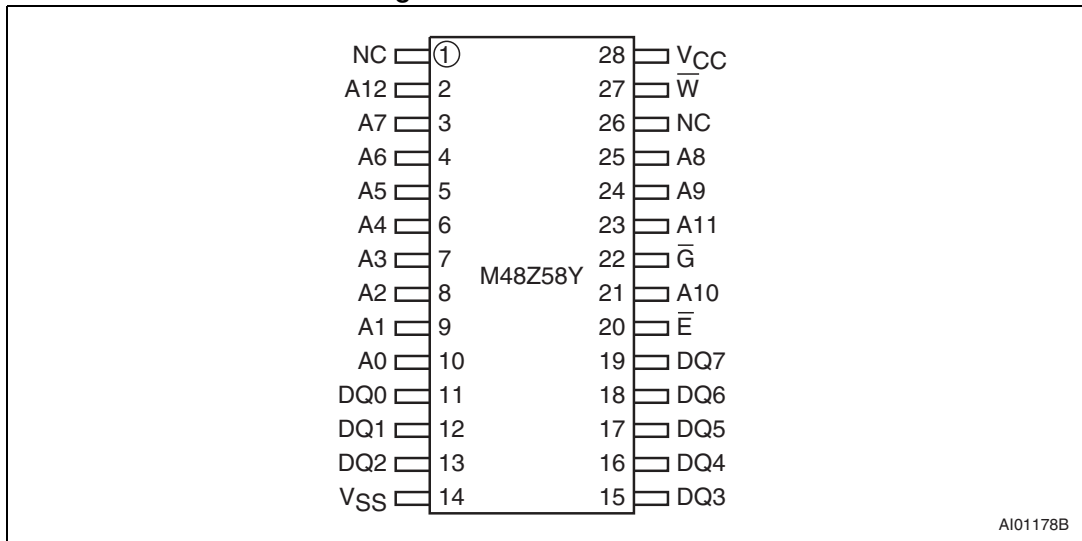 NC 1 28 VCC
A12 2 27 W̅
A7 3 26 NC
A6 4 25 A8
A5 5 24 A9
A4 6 23 A11
A3 7 22 G̅
M48Z58Y
A2 8 21 A10
A1 9 20 E̅
A0 10 19 DQ7
DQ0 11 18 DQ6
DQ1 12 17 DQ5
DQ2 13 16 DQ4
VSS 14 15 DQ3
AI01178B